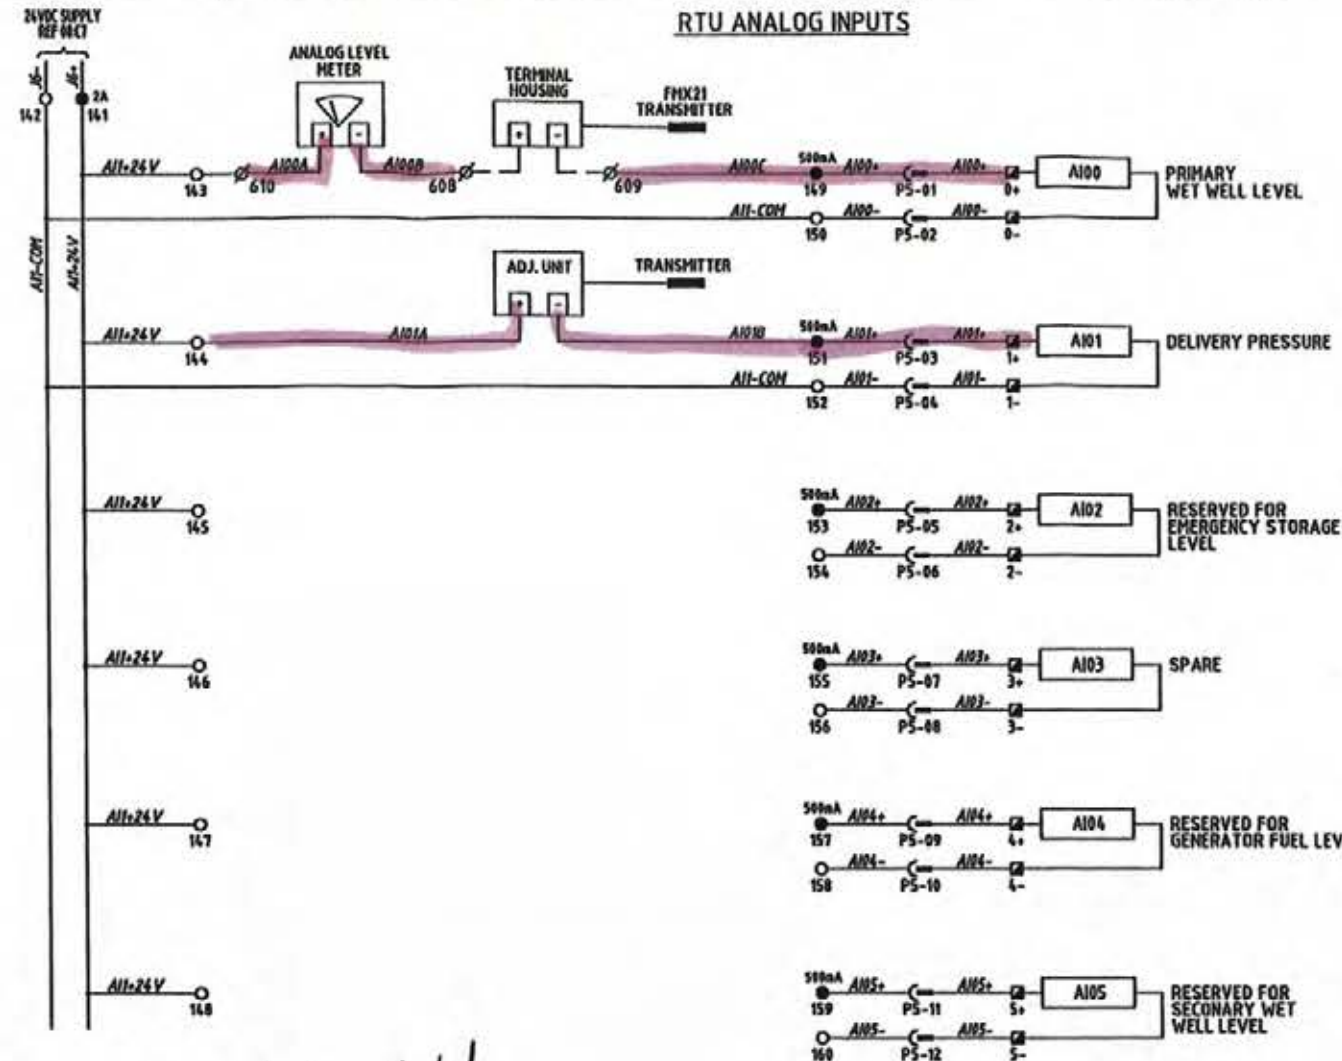 RTU ANALOG INPUTS
24VDC SUPPLY
REF 08C7
J6-
J6+
2A
142
141
ANALOG LEVEL
METER
+ -
TERMINAL
HOUSING
+ -
FMX21
TRANSMITTER
AI1+24V
143
610
AI00A
AI00B
608
609
AI00C
500mA
149
AI00+
PS-01
AI00+
0+
AI00
PRIMARY
WET WELL LEVEL
AI1-COM
150
AI00-
PS-02
AI00-
0-
AI1-COM
AI1+24V
ADJ. UNIT
+ -
TRANSMITTER
AI1+24V
144
AI01A
AI01B
500mA
151
AI01+
PS-03
AI01+
1+
AI01
DELIVERY PRESSURE
AI1-COM
152
AI01-
PS-04
AI01-
1-
AI1+24V
145
500mA
153
AI02+
PS-05
AI02+
2+
AI02
RESERVED FOR
EMERGENCY STORAGE
LEVEL
154
AI02-
PS-06
AI02-
2-
AI1+24V
146
500mA
155
AI03+
PS-07
AI03+
3+
AI03
SPARE
156
AI03-
PS-08
AI03-
3-
AI1+24V
147
500mA
157
AI04+
PS-09
AI04+
4+
AI04
RESERVED FOR
GENERATOR FUEL LEV
158
AI04-
PS-10
AI04-
4-
AI1+24V
148
500mA
159
AI05+
PS-11
AI05+
5+
AI05
RESERVED FOR
SECONARY WET
WELL LEVEL
160
AI05-
PS-12
AI05-
5-